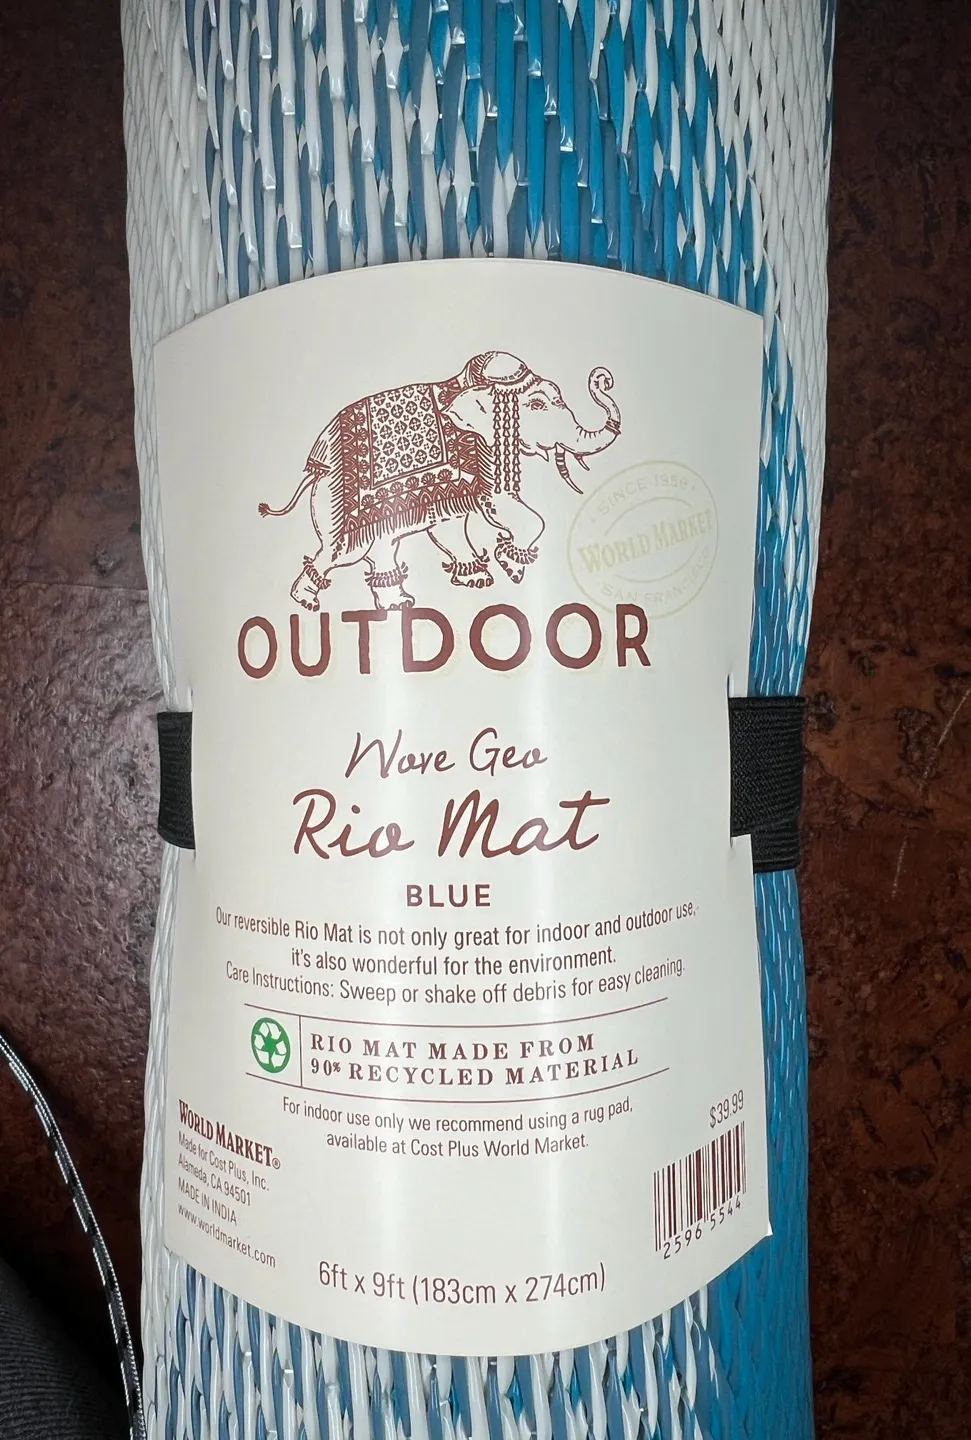 SINCE 1958
WORLD MARKET
SAN FRANCISCO
OUTDOOR
Wove Geo
Rio Mat
BLUE
Our reversible Rio Mat is not only great for indoor and outdoor use,
it's also wonderful for the environment.
Care Instructions: Sweep or shake off debris for easy cleaning.
RIO MAT MADE FROM
90% RECYCLED MATERIAL
For indoor use only we recommend using a rug pad,
available at Cost Plus World Market.
WORLD MARKET®
Made for Cost Plus, Inc.
Alameda, CA 94501
MADE IN INDIA
www.worldmarket.com
$39.99
2596 5544
6ft x 9ft (183cm x 274cm)